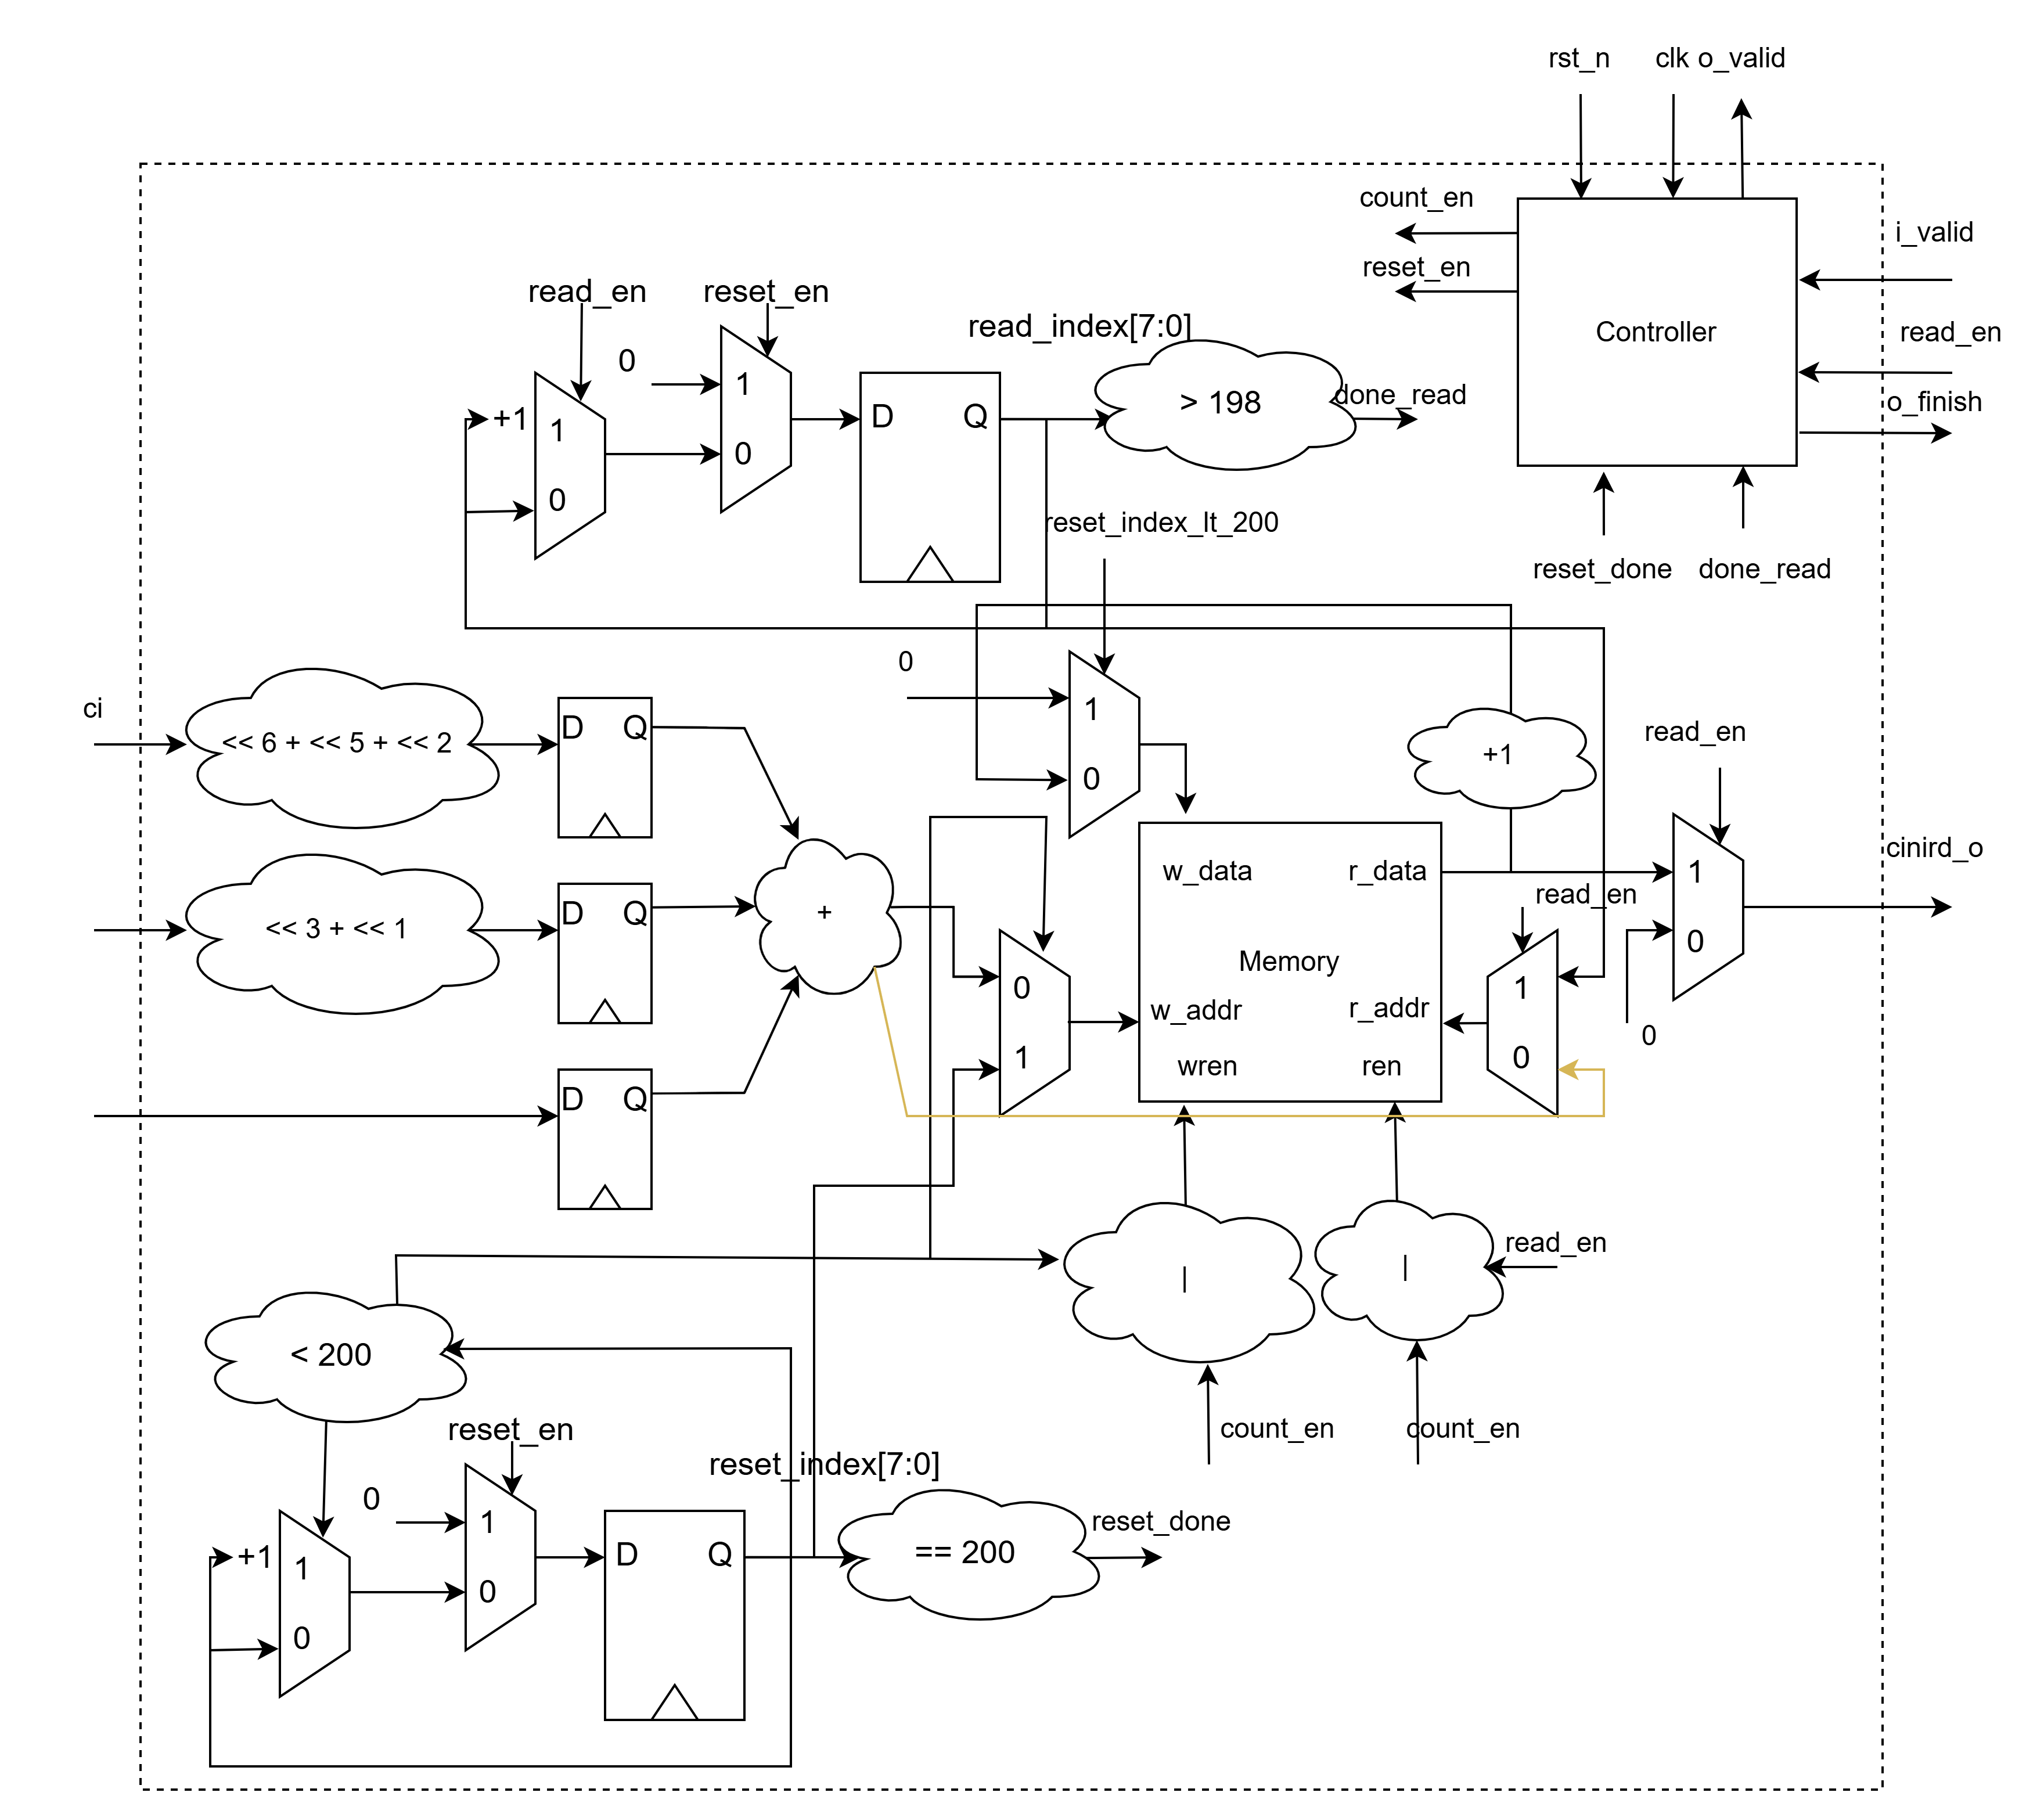 rst_n
clk
o_valid
count_en
reset_en
Controller
i_valid
read_en
o_finish
reset_done
done_read
read_en
reset_en
0
+1
1
0
1
0
D
Q
read_index[7:0]
> 198
done_read
reset_index_lt_200
ci
<< 6 + << 5 + << 2
D
Q
<< 3 + << 1
D
Q
D
Q
+
0
1
0
+1
read_en
cinird_o
w_data
r_data
Memory
w_addr
r_addr
wren
ren
0
1
read_en
1
0
1
0
0
|
|
read_en
count_en
count_en
< 200
reset_en
0
+1
1
0
1
0
D
Q
reset_index[7:0]
== 200
reset_done